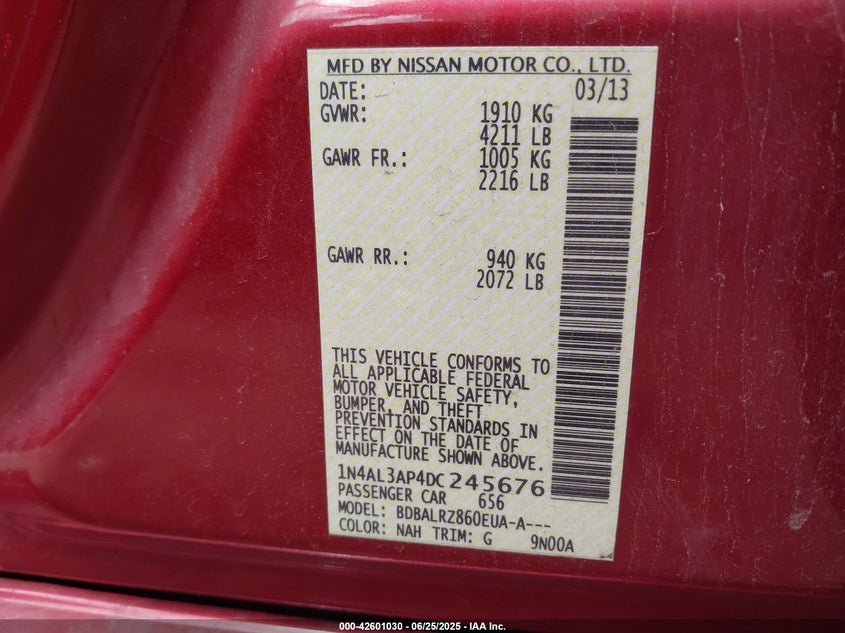 MFD BY NISSAN MOTOR CO., LTD.
DATE: 03/13
GVWR: 1910 KG
4211 LB
GAWR FR.: 1005 KG
2216 LB
GAWR RR.: 940 KG
2072 LB
THIS VEHICLE CONFORMS TO
ALL APPLICABLE FEDERAL
MOTOR VEHICLE SAFETY,
BUMPER, AND THEFT
PREVENTION STANDARDS IN
EFFECT ON THE DATE OF
MANUFACTURE SHOWN ABOVE.
1N4AL3AP4DC245676
PASSENGER CAR 656
MODEL: BDBALRZ860EUA-A---
COLOR: NAH TRIM: G 9N00A
000-42601030 - 06/25/2025 - IAA Inc.